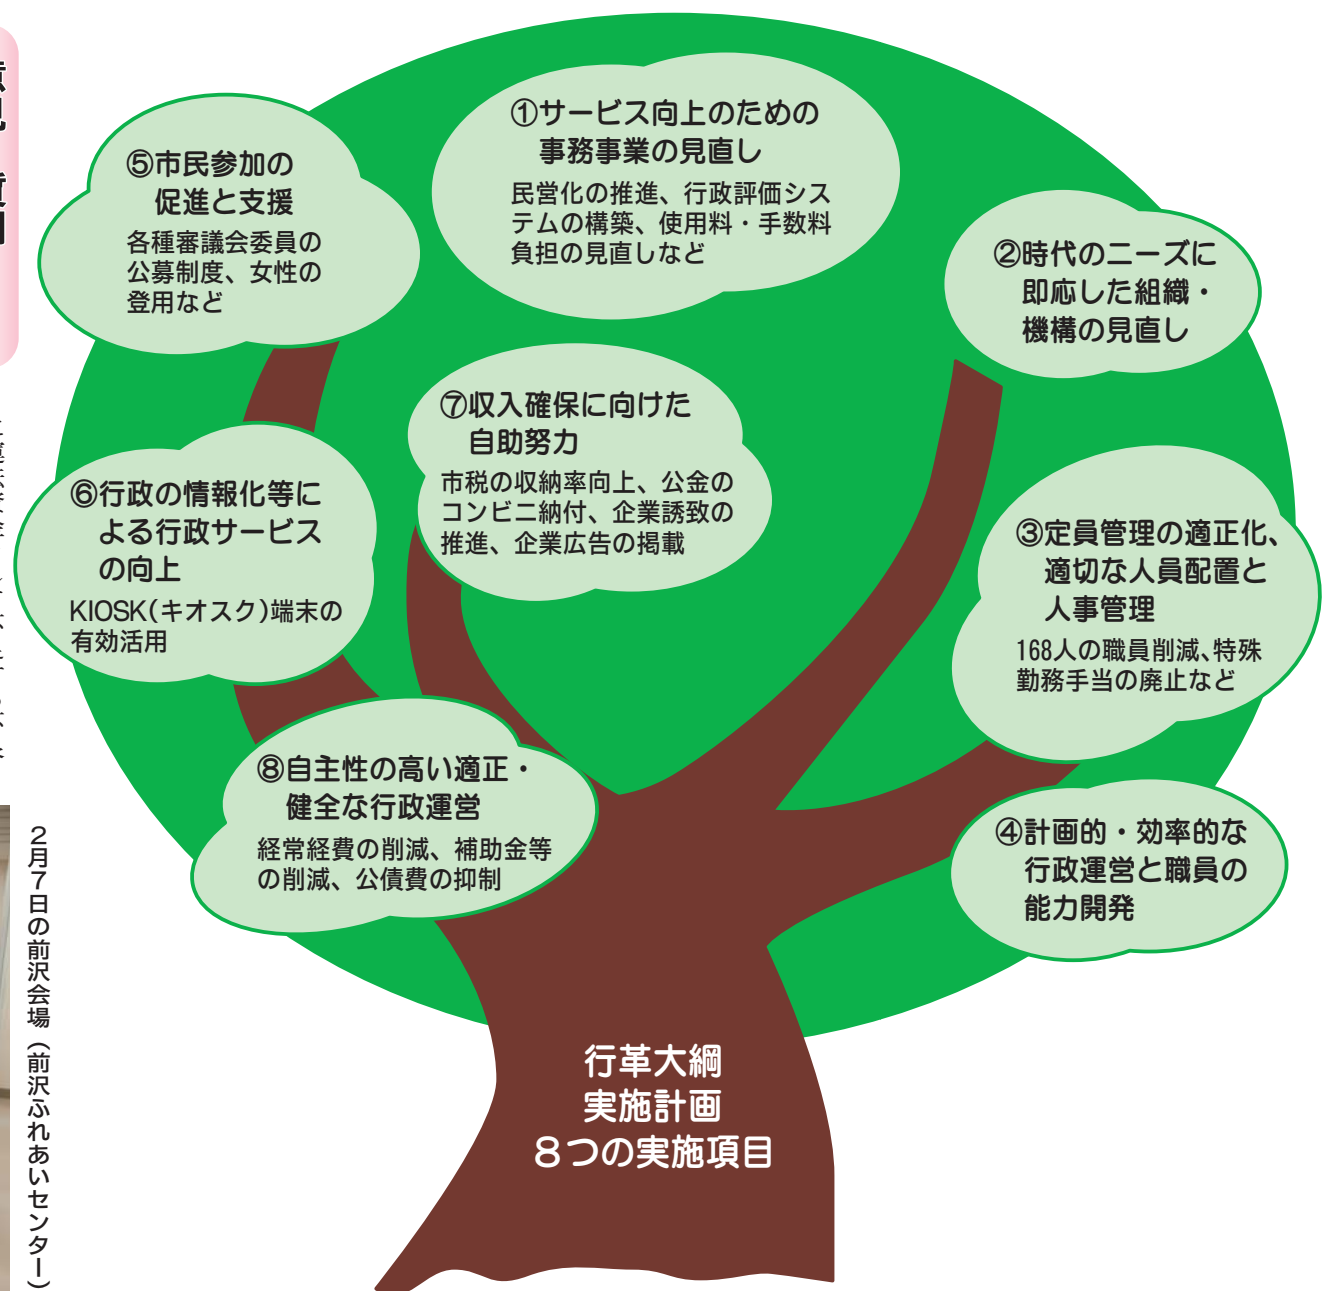 ①サービス向上のための
事務事業の見直し
民営化の推進、行政評価シス
テムの構築、使用料・手数料
負担の見直しなど
②時代のニーズに
即応した組織・
機構の見直し
③定員管理の適正化、
適切な人員配置と
人事管理
168人の職員削減、特殊
勤務手当の廃止など
④計画的・効率的な
行政運営と職員の
能力開発
⑤市民参加の
促進と支援
各種審議会委員の
公募制度、女性の
登用など
⑥行政の情報化等に
よる行政サービス
の向上
KIOSK(キオスク)端末の
有効活用
⑦収入確保に向けた
自助努力
市税の収納率向上、公金の
コンビニ納付、企業誘致の
推進、企業広告の掲載
⑧自主性の高い適正・
健全な行政運営
経常経費の削減、補助金等
の削減、公債費の抑制
行革大綱
実施計画
８つの実施項目
２月７日の前沢会場（前沢ふれあいセンター）